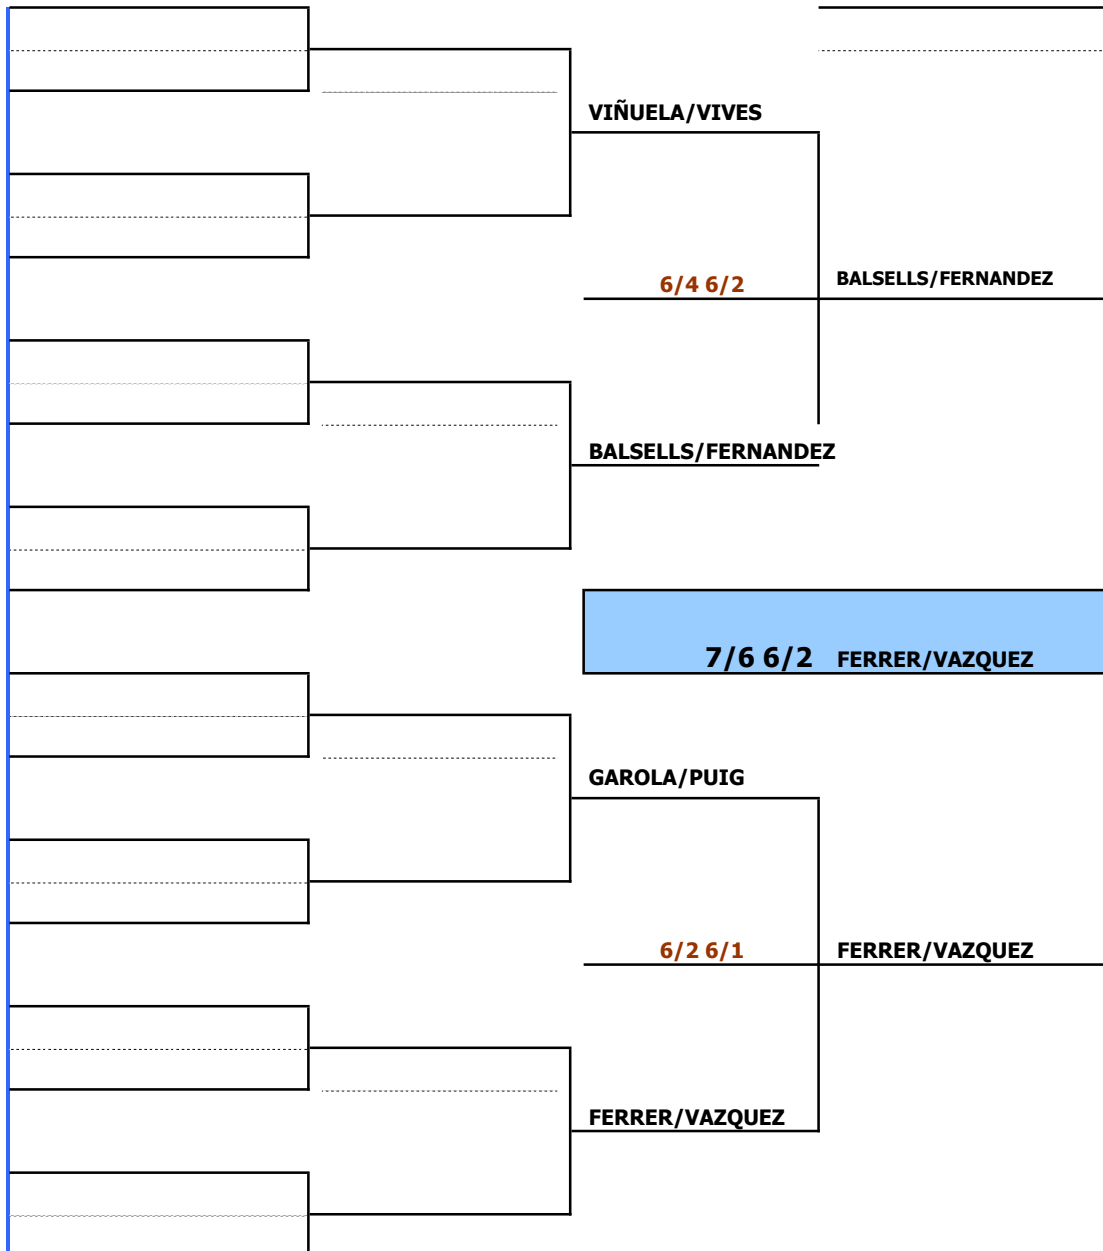 VIÑUELA/VIVES
6/4 6/2
BALSELLS/FERNANDEZ
BALSELLS/FERNANDEZ
7/6 6/2 FERRER/VAZQUEZ
GAROLA/PUIG
6/2 6/1
FERRER/VAZQUEZ
FERRER/VAZQUEZ